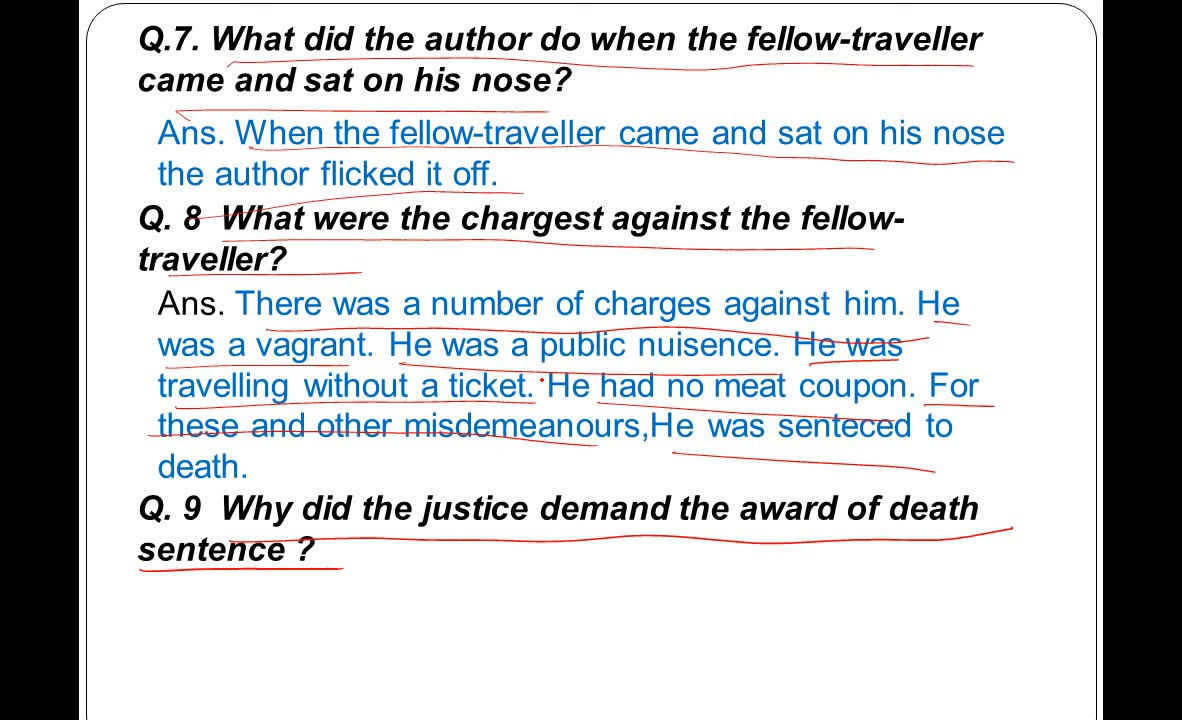 Q.7. What did the author do when the fellow-traveller
came and sat on his nose?
Ans. When the fellow-traveller came and sat on his nose
the author flicked it off.
Q. 8 What were the chargest against the fellow-
traveller?
Ans. There was a number of charges against him. He
was a vagrant. He was a public nuisence. He was
travelling without a ticket. He had no meat coupon. For
these and other misdemeanours,He was senteced to
death.
Q. 9 Why did the justice demand the award of death
sentence ?